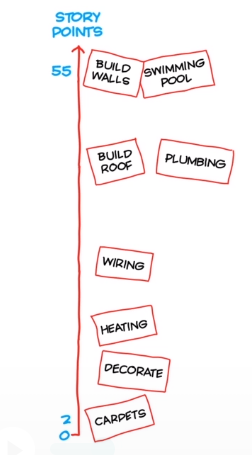 STORY
POINTS
55
BUILD
WALLS
SWIMMING
POOL
BUILD
ROOF
PLUMBING
WIRING
HEATING
DECORATE
CARPETS
2
0